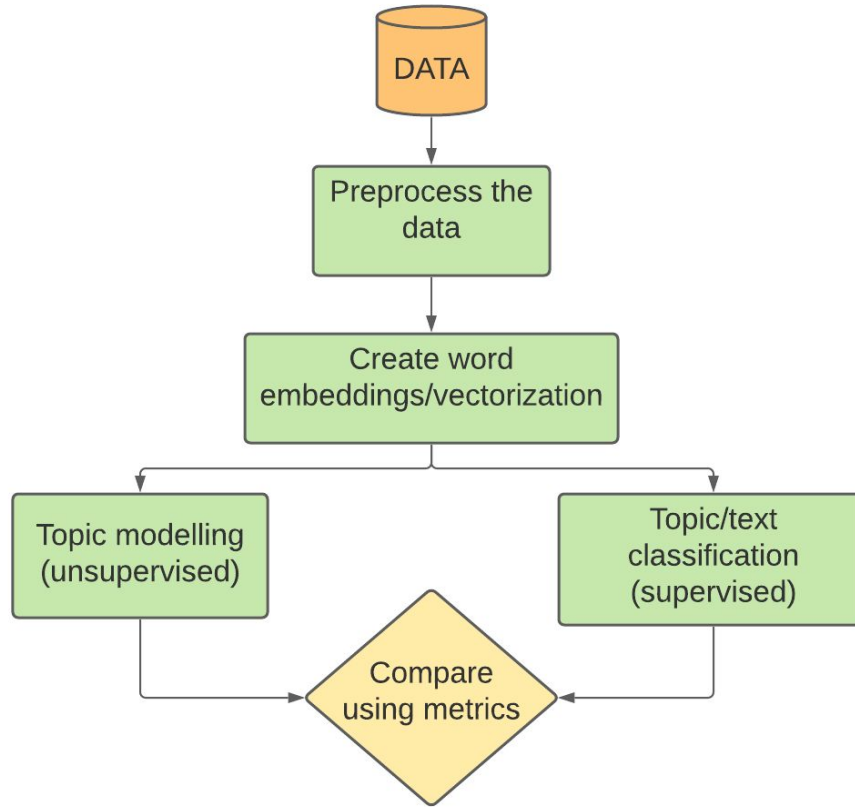 DATA
Preprocess the
data
Create word
embeddings/vectorization
Topic modelling
(unsupervised)
Topic/text
classification
(supervised)
Compare
using metrics